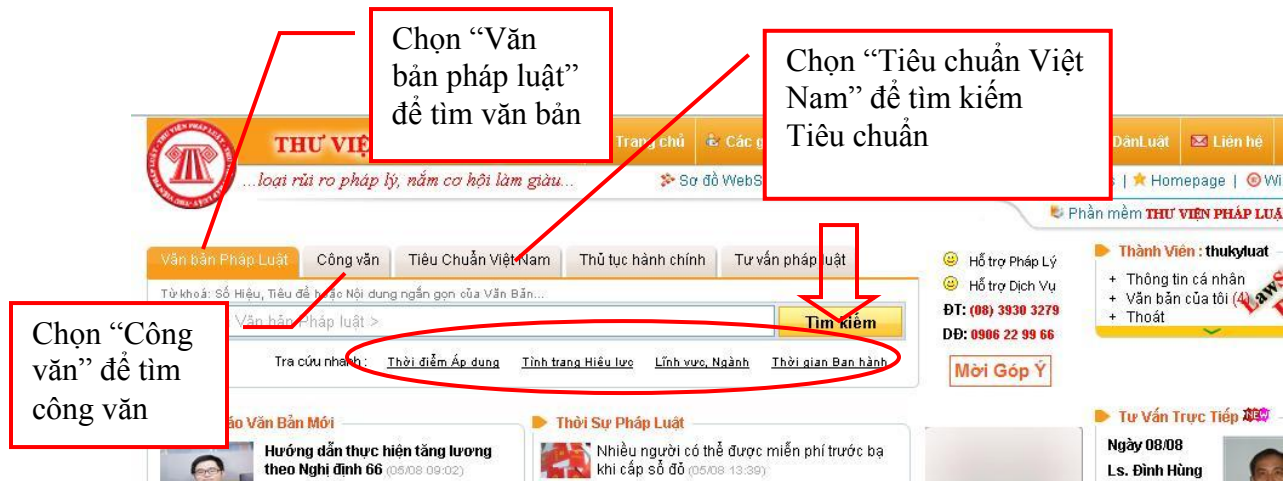 Chọn “Văn
bản pháp luật”
để tìm văn bản
Chọn “Tiêu chuẩn Việt
Nam” để tìm kiếm
Tiêu chuẩn
THƯ VIỆ
Trang chủ
Các g
DânLuật
Liên hê
...loại rủi ro pháp lý, nắm cơ hội làm giàu...
Sơ đồ WebS
| Homepage | Wi
Phần mềm THƯ VIỆN PHÁP LUẬ
Văn bản Pháp Luật
Công văn
Tiêu Chuẩn Việt Nam
Thủ tục hành chính
Tư vấn pháp luật
Từ khoá: Số Hiệu, Tiêu đề hoặc Nội dung ngắn gọn của Văn Bản...
Văn bản Pháp luật >
Tìm kiếm
Tra cứu nhanh:
Thời điểm Áp dụng
Tình trạng Hiệu lực
Lĩnh vực, Ngành
Thời gian Ban hành
Chọn “Công
văn” để tìm
công văn
Hỗ trợ Pháp Lý
Hỗ trợ Dịch Vụ
ĐT: (08) 3930 3279
DĐ: 0906 22 99 66
Mời Góp Ý
Thành Viên : thukyluat
+ Thông tin cá nhân
+ Văn bản của tôi (4)
+ Thoát
LawS
áo Văn Bản Mới
Hướng dẫn thực hiện tăng lương
theo Nghị định 66 (05/08 09:02)
Thời Sự Pháp Luật
Nhiều người có thể được miễn phí trước bạ
khi cấp sổ đỏ (05/08 13:39)
Tư Vấn Trực Tiếp NEW
Ngày 08/08
Ls. Đình Hùng